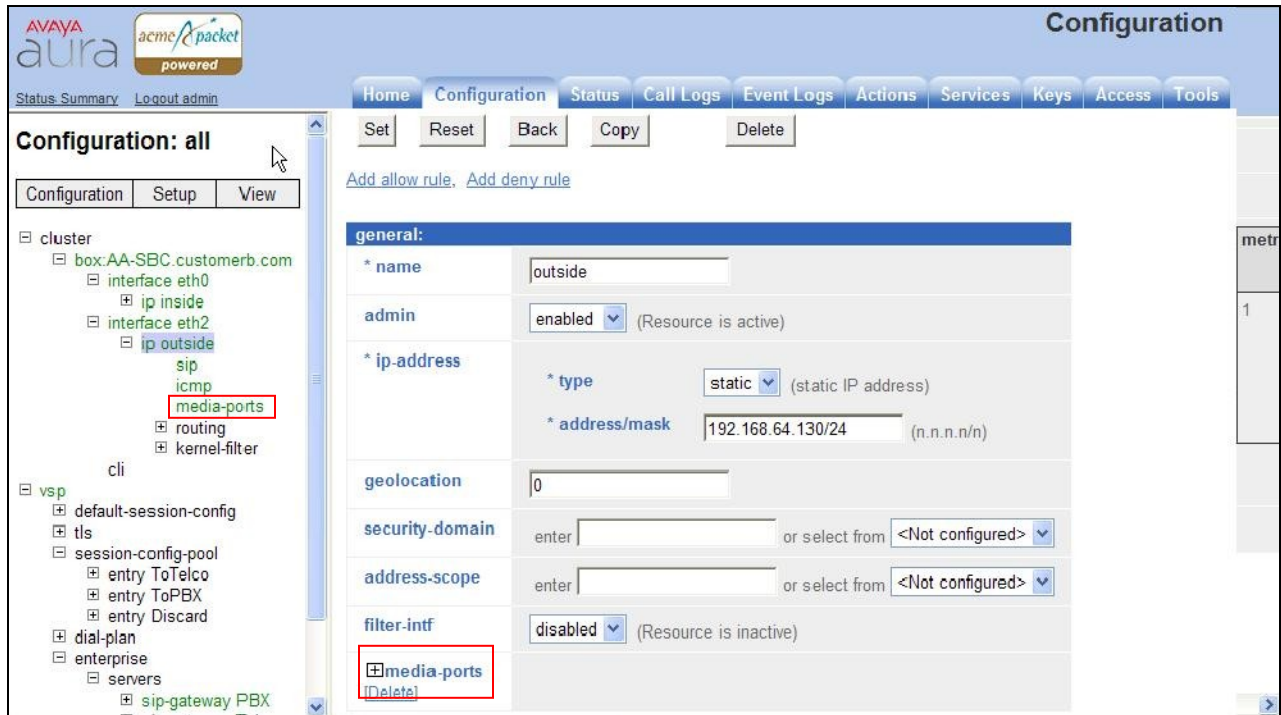 AVAYA
aura
acme packet
powered
Configuration
Status Summary Logout admin
Home Configuration Status Call Logs Event Logs Actions Services Keys Access Tools
Configuration: all
Configuration Setup View
cluster
box:AA-SBC.customerb.com
interface eth0
ip inside
interface eth2
ip outside
sip
icmp
media-ports
routing
kernel-filter
cli
vsp
default-session-config
tls
session-config-pool
entry ToTelco
entry ToPBX
entry Discard
dial-plan
enterprise
servers
sip-gateway PBX
Set Reset Back Copy Delete
Add allow rule, Add deny rule
general:
* name outside
admin enabled (Resource is active)
* ip-address
* type static (static IP address)
* address/mask 192.168.64.130/24 (n.n.n.n/n)
geolocation 0
security-domain enter or select from <Not configured>
address-scope enter or select from <Not configured>
filter-intf disabled (Resource is inactive)
media-ports
[Delete]
metr
1